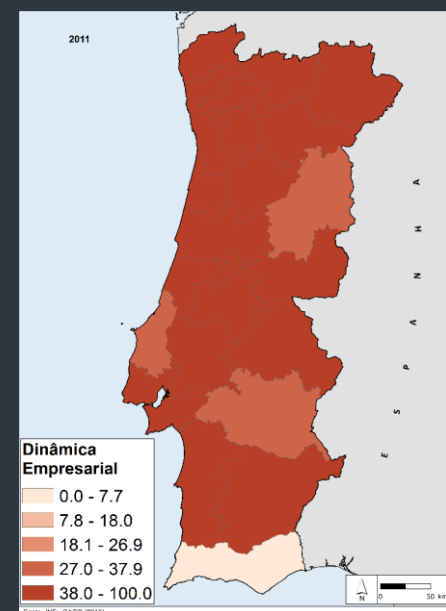 2011
E S P A N H A
Dinâmica
Empresarial
0.0 - 7.7
7.8 - 18.0
18.1 - 26.9
27.0 - 37.9
38.0 - 100.0
N
0 50 km